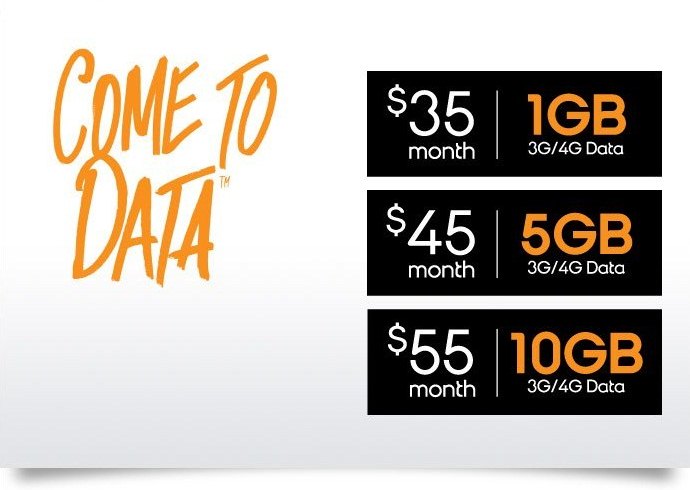 COME TO
DATA™
$35 month
1GB
3G/4G Data
$45 month
5GB
3G/4G Data
$55 month
10GB
3G/4G Data